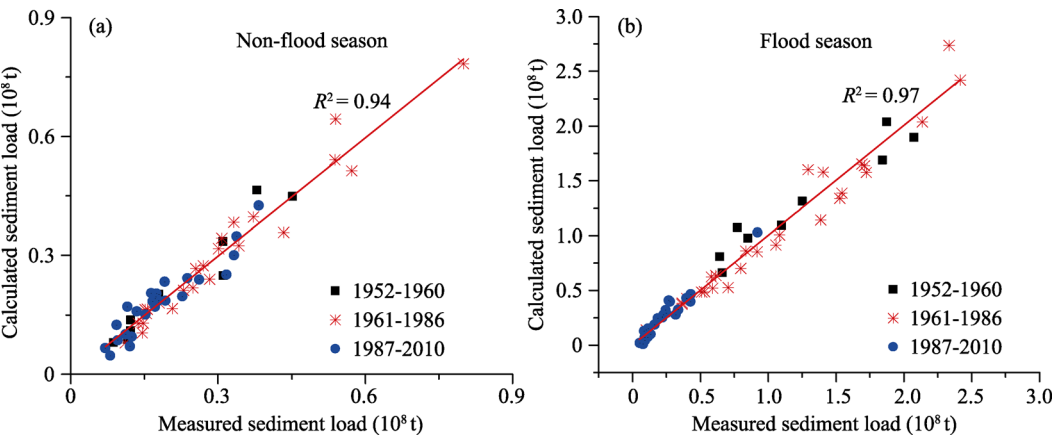 (a)
Non-flood season
R² = 0.94
0.9
0.6
0.3
0
Calculated sediment load (10⁸ t)
1952-1960
1961-1986
1987-2010
0
0.3
0.6
0.9
Measured sediment load (10⁸ t)
(b)
Flood season
R² = 0.97
3.0
2.5
2.0
1.5
1.0
0.5
0
Calculated sediment load (10⁸ t)
1952-1960
1961-1986
1987-2010
0
0.5
1.0
1.5
2.0
2.5
3.0
Measured sediment load (10⁸ t)